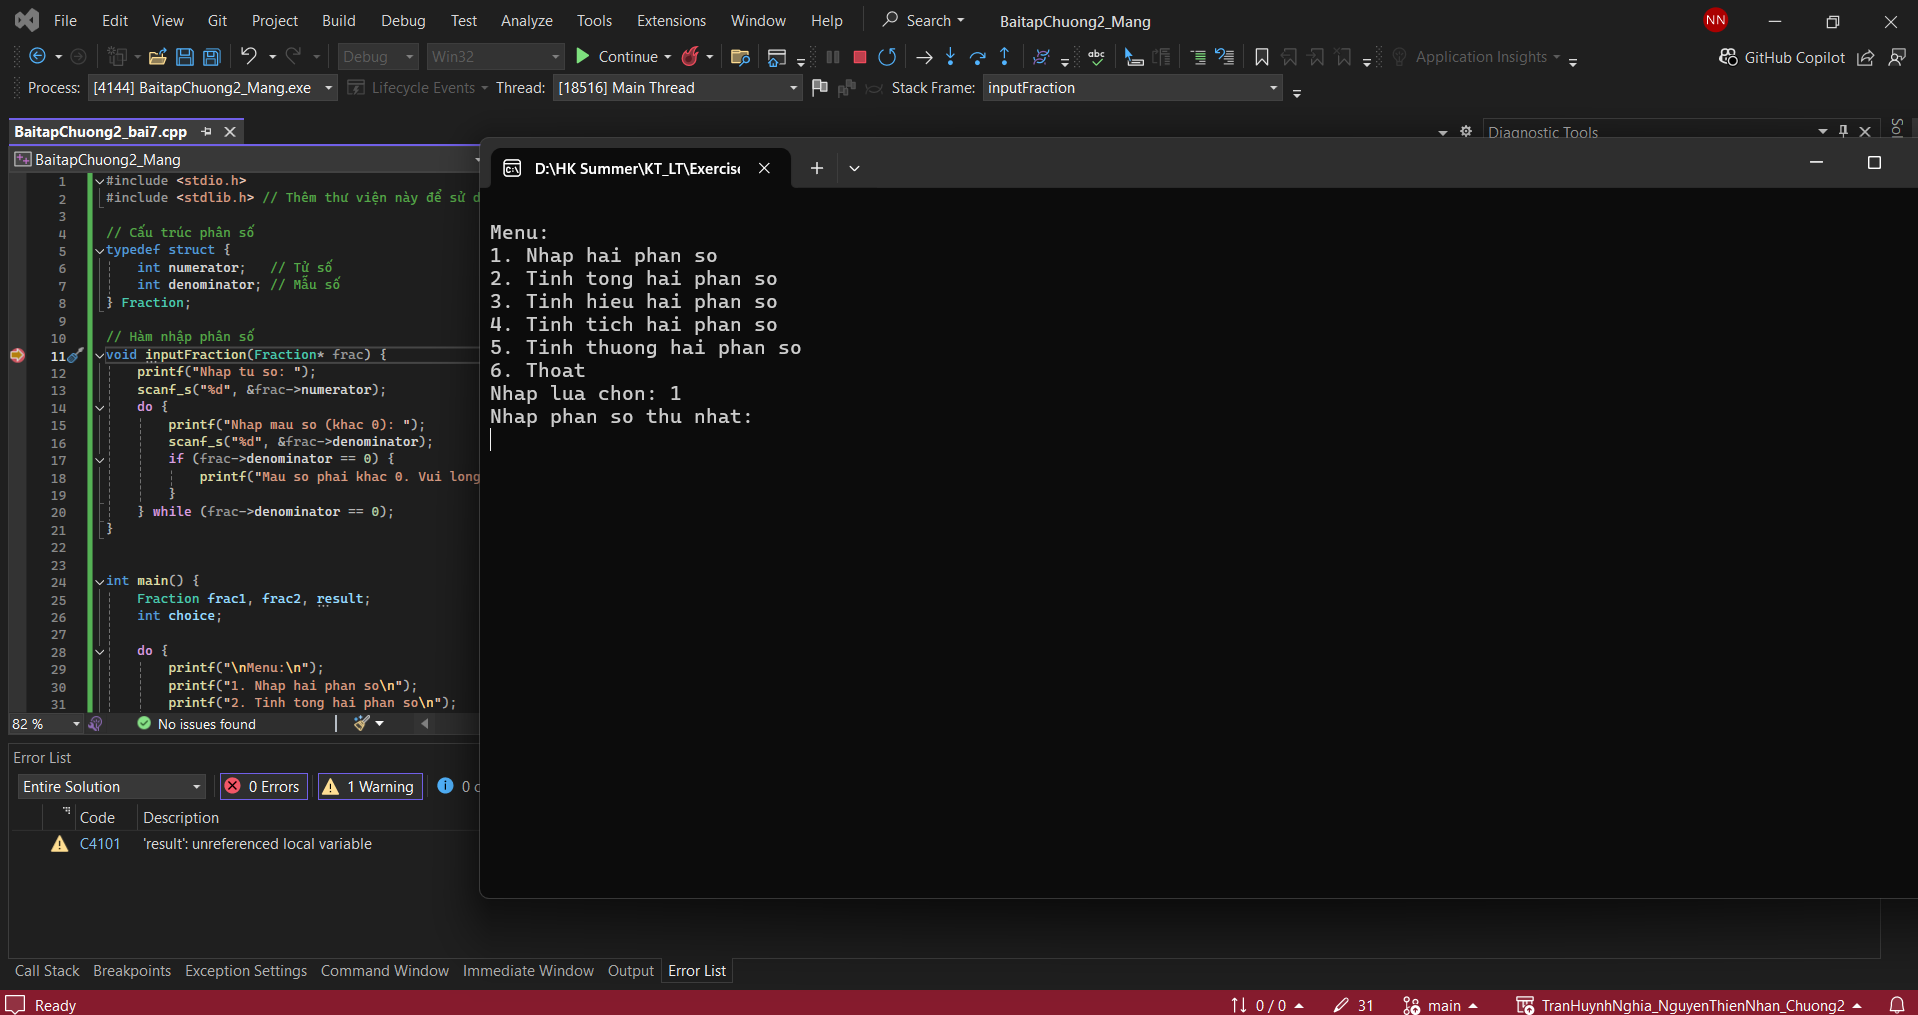 File Edit View Git Project Build Debug Test Analyze Tools Extensions Window Help Search BaitapChuong2_Mang NN
Debug Win32 Continue abc Application Insights GitHub Copilot
Process: [4144] BaitapChuong2_Mang.exe Lifecycle Events Thread: [18516] Main Thread Stack Frame: inputFraction
BaitapChuong2_bai7.cpp
Diagnostic Tools
BaitapChuong2_Mang
1 #include <stdio.h>
2 #include <stdlib.h> // Thêm thư viện này để sử d
3
4 // Cấu trúc phân số
5 typedef struct {
6 int numerator; // Tử số
7 int denominator; // Mẫu số
8 } Fraction;
9
10 // Hàm nhập phân số
11 void inputFraction(Fraction* frac) {
12 printf("Nhap tu so: ");
13 scanf_s("%d", &frac->numerator);
14 do {
15 printf("Nhap mau so (khac 0): ");
16 scanf_s("%d", &frac->denominator);
17 if (frac->denominator == 0) {
18 printf("Mau so phai khac 0. Vui long
19 }
20 } while (frac->denominator == 0);
21 }
22
23
24 int main() {
25 Fraction frac1, frac2, result;
26 int choice;
27
28 do {
29 printf("\nMenu:\n");
30 printf("1. Nhap hai phan so\n");
31 printf("2. Tinh tong hai phan so\n");
82 % No issues found
D:\HK Summer\KT_LT\Exercise
Menu:
1. Nhap hai phan so
2. Tinh tong hai phan so
3. Tinh hieu hai phan so
4. Tinh tich hai phan so
5. Tinh thuong hai phan so
6. Thoat
Nhap lua chon: 1
Nhap phan so thu nhat:
Error List
Entire Solution 0 Errors 1 Warning 0
Code Description
C4101 'result': unreferenced local variable
Call Stack Breakpoints Exception Settings Command Window Immediate Window Output Error List
Ready 0 / 0 31 main TranHuynhNghia_NguyenThienNhan_Chuong2